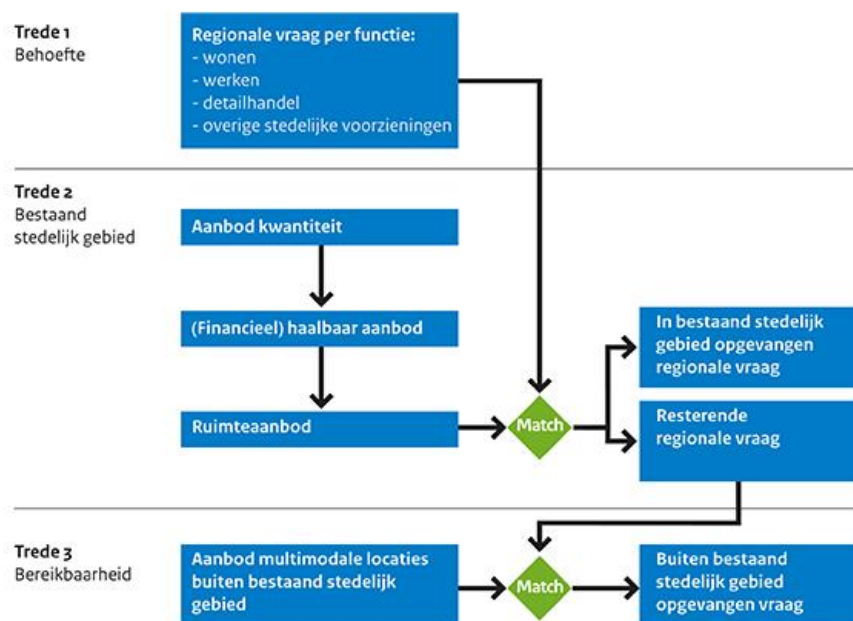 Trede 1
Behoefte
Regionale vraag per functie:
- wonen
- werken
- detailhandel
- overige stedelijke voorzieningen
Trede 2
Bestaand
stedelijk gebied
Aanbod kwantiteit
(Financieel) haalbaar aanbod
Ruimteaanbod
Match
In bestaand stedelijk
gebied opgevangen
regionale vraag
Resterende
regionale vraag
Trede 3
Bereikbaarheid
Aanbod multimodale locaties
buiten bestaand stedelijk
gebied
Match
Buiten bestaand
stedelijk gebied
opgevangen vraag